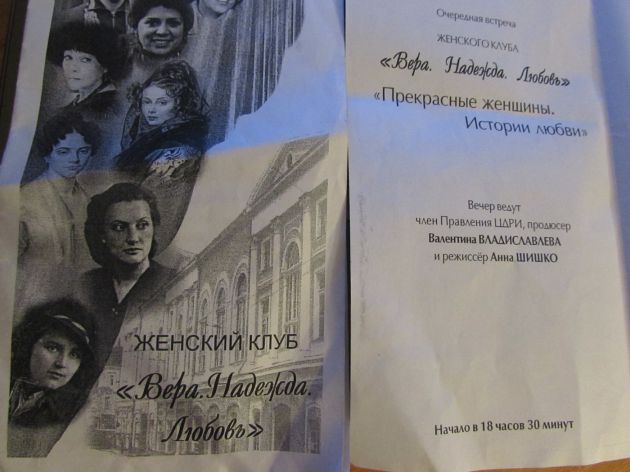 ЖЕНСКИЙ КЛУБ
«Вера.Надежда.
Любовь»
Очередная встреча
ЖЕНСКОГО КЛУБА
«Вера. Надежда. Любовь»
«Прекрасные женщины.
Истории любви»
Вечер ведут
член Правления ЦДРИ, продюсер
Валентина ВЛАДИСЛАВЛЕВА
и режиссёр Анна ШИШКО
Начало в 18 часов 30 минут